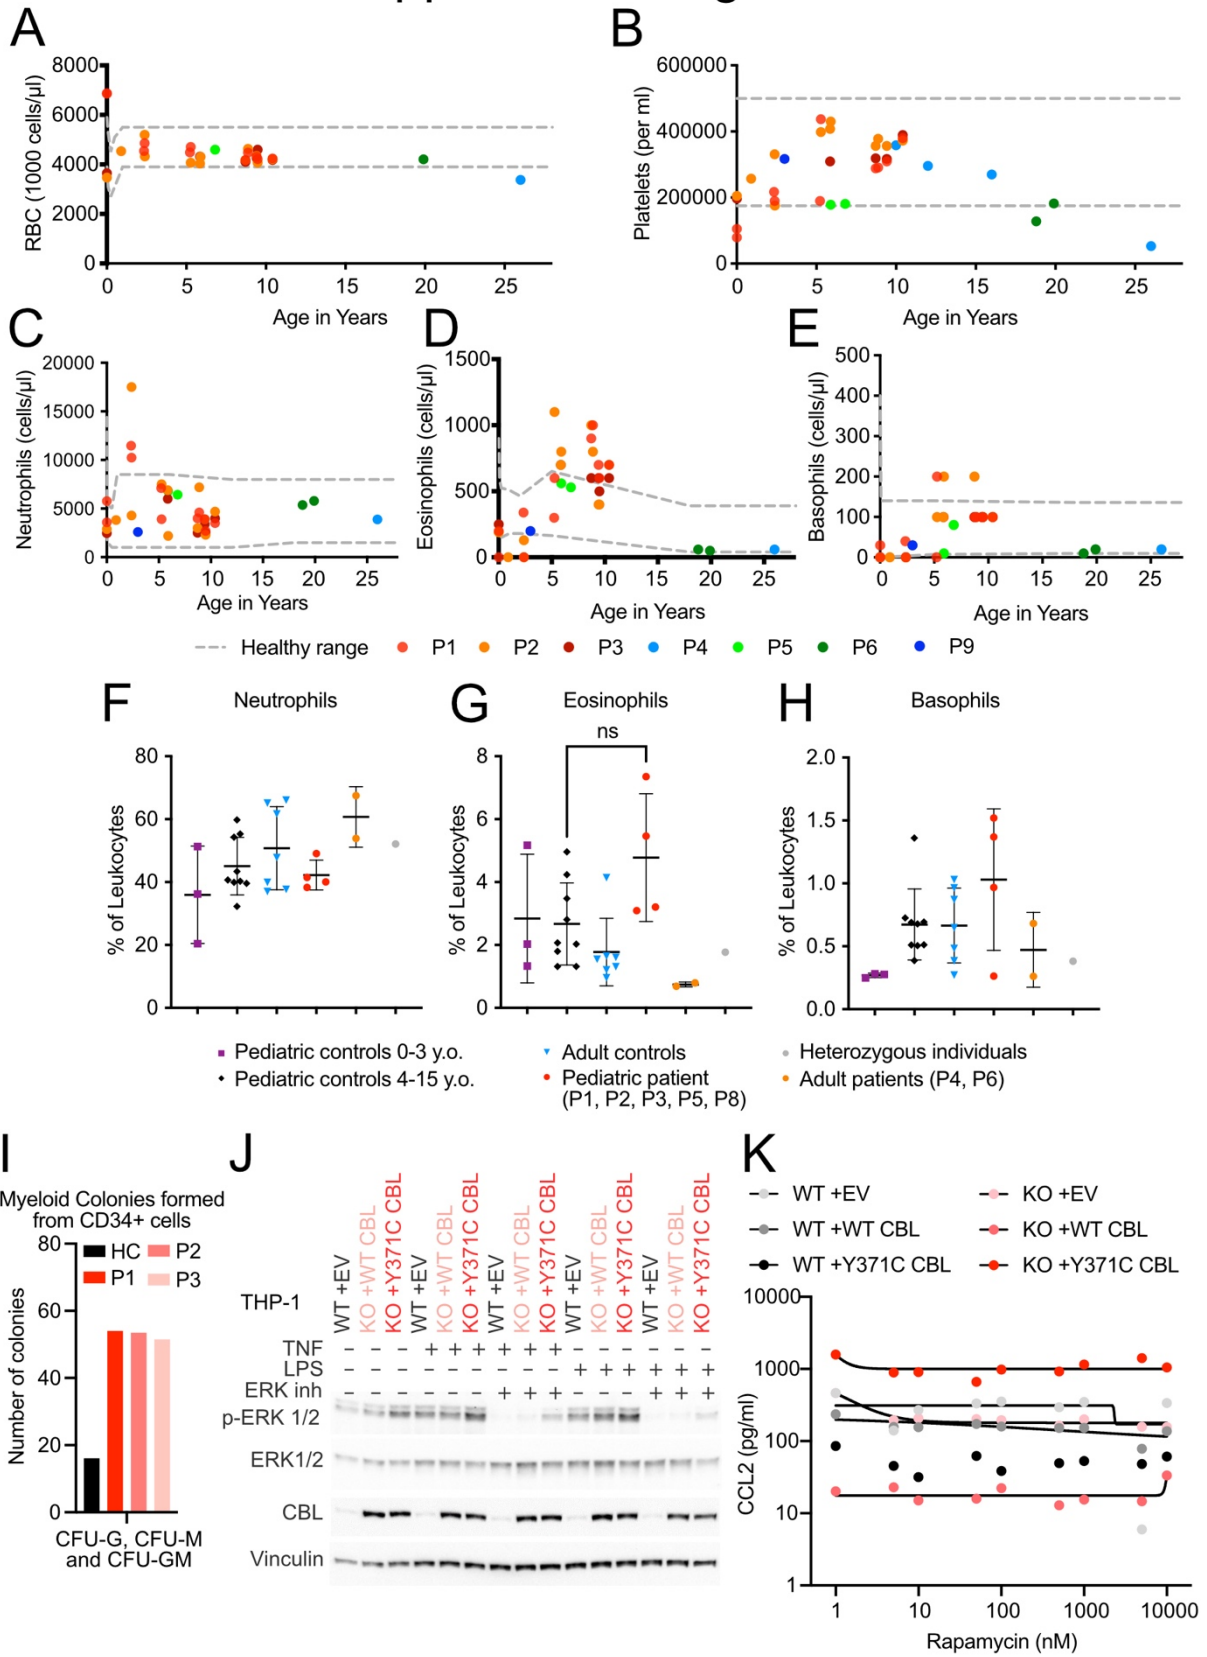 A
B
RBC (1000 cells/µl)
8000
6000
4000
2000
0
0 5 10 15 20 25
Age in Years
Platelets (per ml)
600000
400000
200000
0
0 5 10 15 20 25
Age in Years
C
D
E
Neutrophils (cells/µl)
20000
15000
10000
5000
0
0 5 10 15 20 25
Age in Years
Eosinophils (cells/µl)
1500
1000
500
0
0 5 10 15 20 25
Age in Years
Basophils (cells/µl)
500
400
300
200
100
0
0 5 10 15 20 25
Age in Years
Healthy range P1 P2 P3 P4 P5 P6 P9
F
Neutrophils
% of Leukocytes
80
60
40
20
0
G
Eosinophils
ns
% of Leukocytes
8
6
4
2
0
H
Basophils
% of Leukocytes
2.0
1.5
1.0
0.5
0.0
Pediatric controls 0-3 y.o.
Pediatric controls 4-15 y.o.
Adult controls
Pediatric patient
(P1, P2, P3, P5, P8)
Heterozygous individuals
Adult patients (P4, P6)
I
Myeloid Colonies formed
from CD34+ cells
Number of colonies
80
60
40
20
0
HC P2
P1 P3
CFU-G, CFU-M
and CFU-GM
J
THP-1
WT +EV
KO +WT CBL
KO +Y371C CBL
WT +EV
KO +WT CBL
KO +Y371C CBL
WT +EV
KO +WT CBL
KO +Y371C CBL
WT +EV
KO +WT CBL
KO +Y371C CBL
WT +EV
KO +WT CBL
KO +Y371C CBL
TNF − − − + + + + + + − − − − − −
LPS − − − − − − − − − + + + + + +
ERK inh − − − − − − + + + − − − + + +
p-ERK 1/2
ERK1/2
CBL
Vinculin
K
WT +EV
WT +WT CBL
WT +Y371C CBL
KO +EV
KO +WT CBL
KO +Y371C CBL
CCL2 (pg/ml)
10000
1000
100
10
1
1 10 100 1000 10000
Rapamycin (nM)